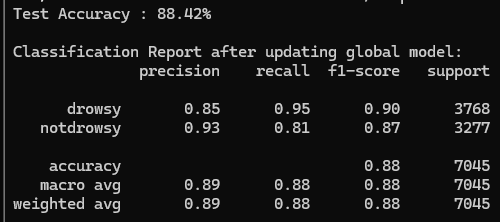 Test Accuracy : 88.42%
Classification Report after updating global model:
precision recall f1-score support
drowsy 0.85 0.95 0.90 3768
notdrowsy 0.93 0.81 0.87 3277
accuracy 0.88 7045
macro avg 0.89 0.88 0.88 7045
weighted avg 0.89 0.88 0.88 7045